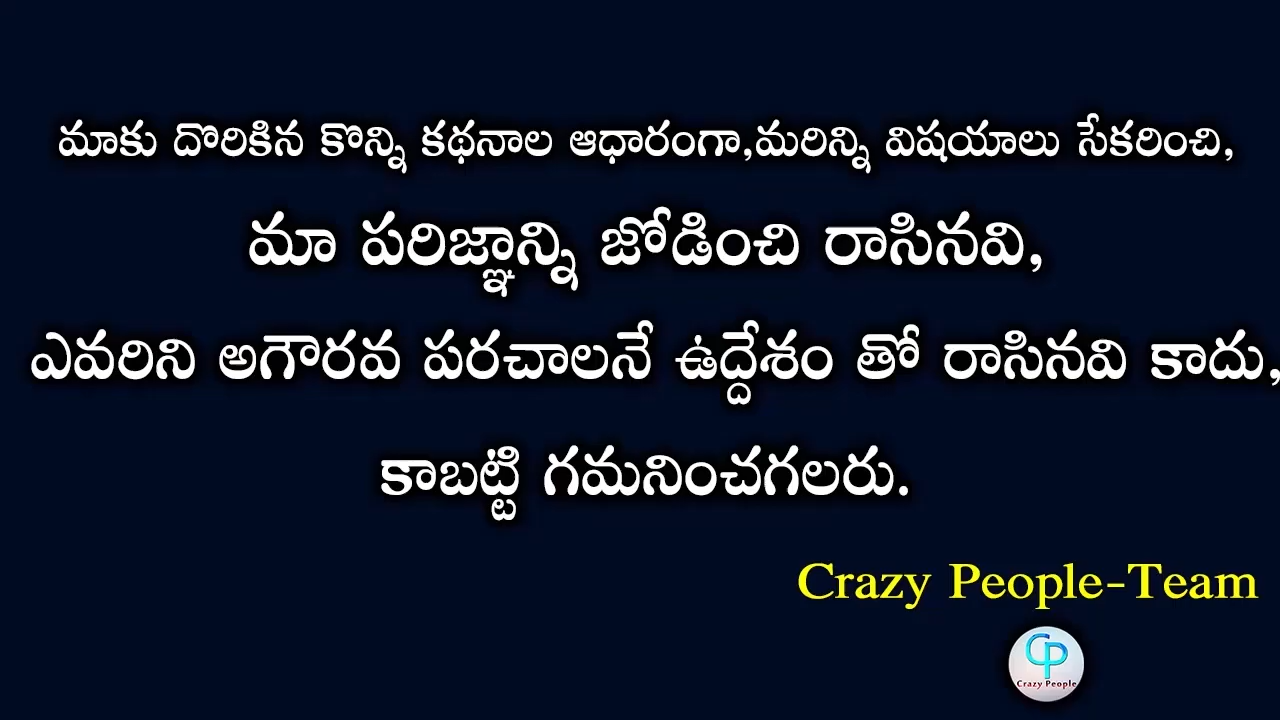 మాకు దొరికిన కొన్ని కథనాల ఆధారంగా,మరిన్ని విషయాలు సేకరించి,
మా పరిజ్ఞాన్ని జోడించి రాసినవి,
ఎవరిని అగౌరవ పరచాలనే ఉద్దేశం తో రాసినవి కాదు,
కాబట్టి గమనించగలరు.
Crazy People-Team
CP
Crazy People